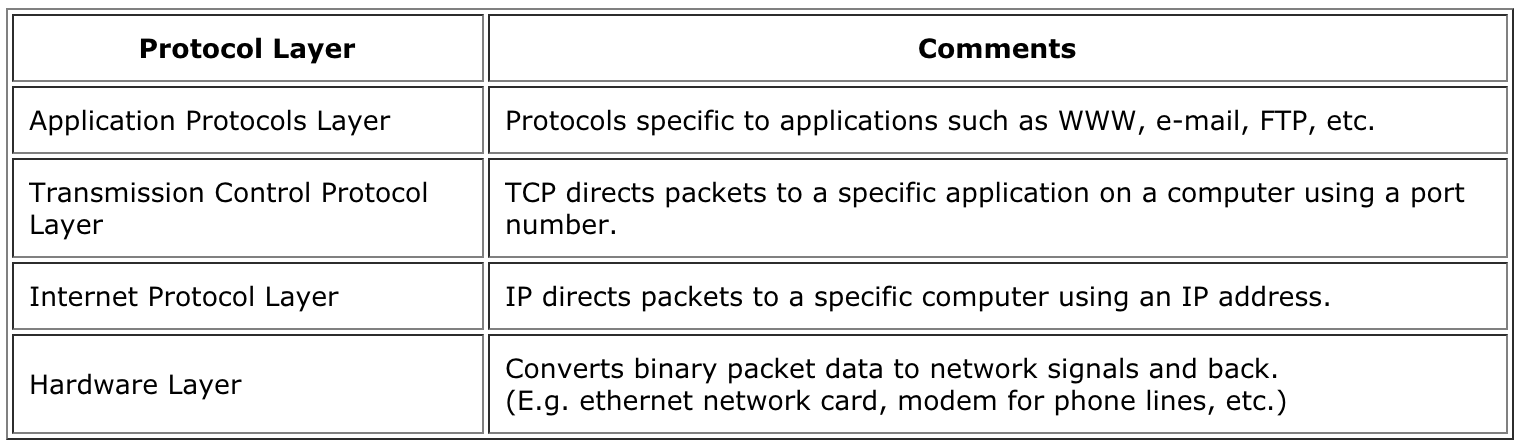 Protocol Layer
Comments
Application Protocols Layer
Protocols specific to applications such as WWW, e-mail, FTP, etc.
Transmission Control Protocol
Layer
TCP directs packets to a specific application on a computer using a port
number.
Internet Protocol Layer
IP directs packets to a specific computer using an IP address.
Hardware Layer
Converts binary packet data to network signals and back.
(E.g. ethernet network card, modem for phone lines, etc.)